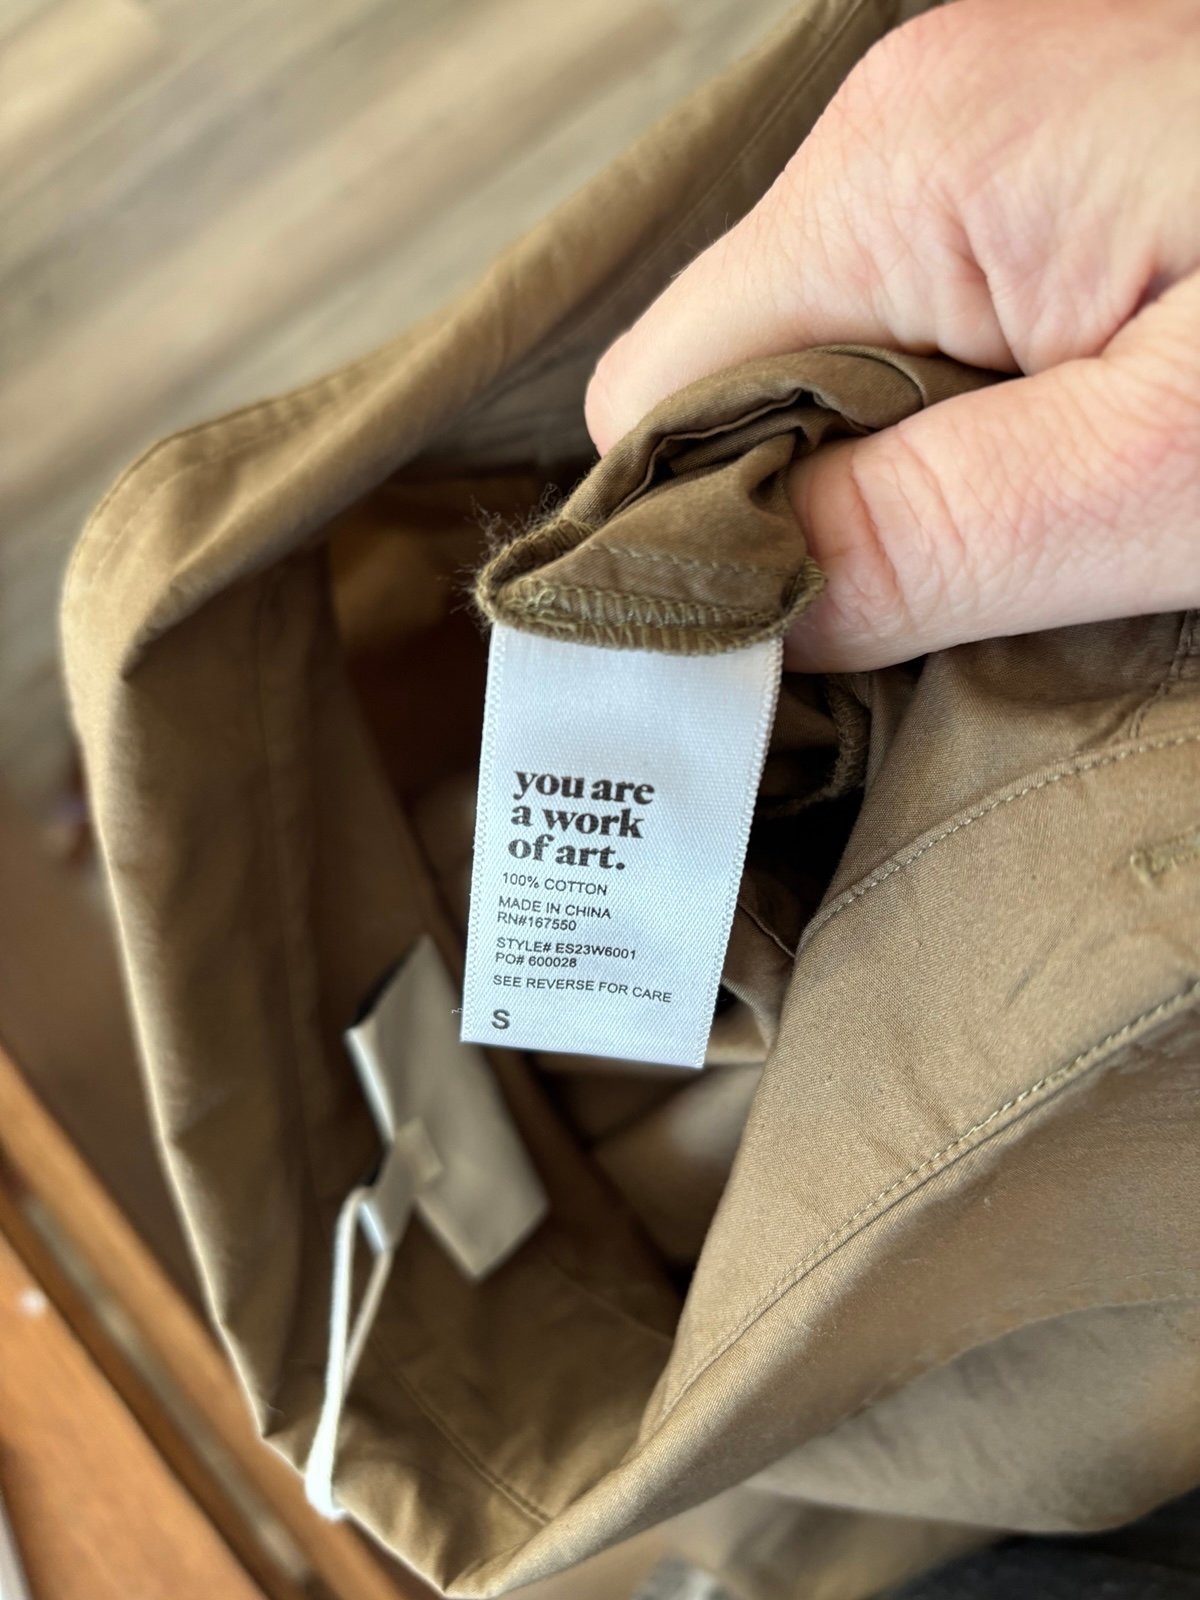 you are
a work
of art.
100% COTTON
MADE IN CHINA
RN#167550
STYLE# ES23W6001
PO# 600028
SEE REVERSE FOR CARE
S